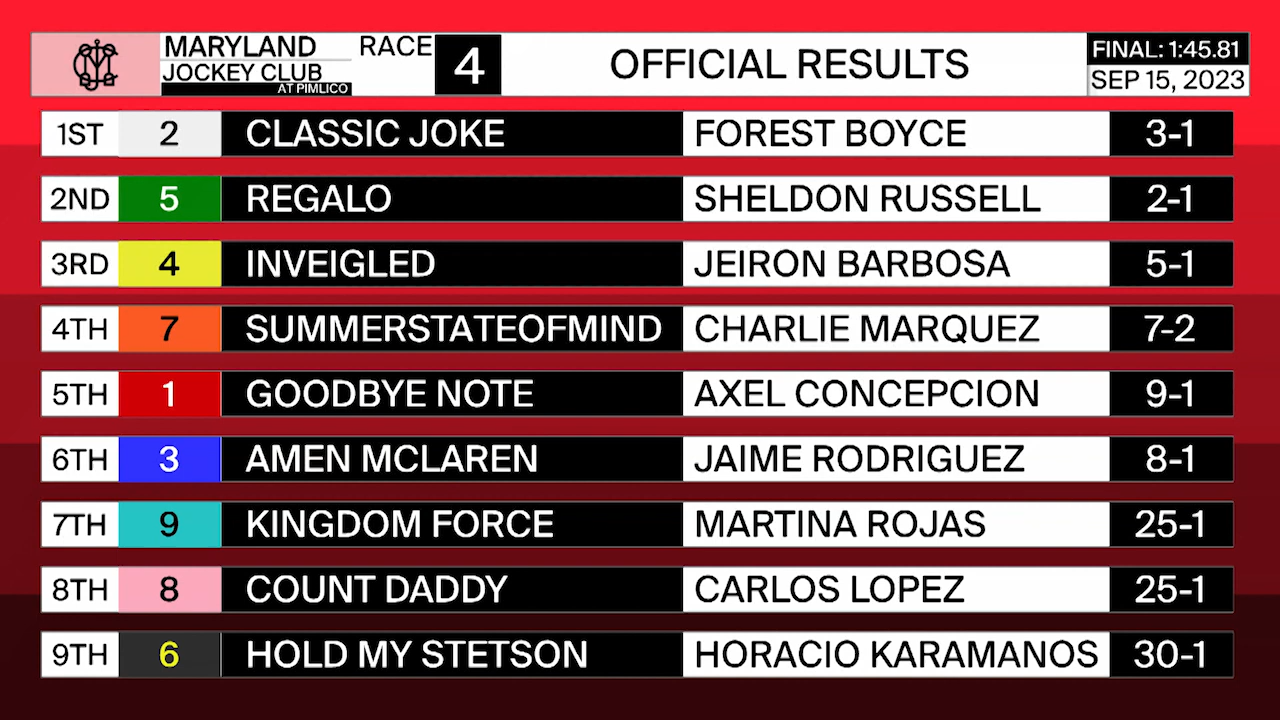 MARYLAND
JOCKEY CLUB
AT PIMLICO
RACE 4
OFFICIAL RESULTS
FINAL: 1:45.81
SEP 15, 2023
1ST 2 CLASSIC JOKE FOREST BOYCE 3-1
2ND 5 REGALO SHELDON RUSSELL 2-1
3RD 4 INVEIGLED JEIRON BARBOSA 5-1
4TH 7 SUMMERSTATEOFMIND CHARLIE MARQUEZ 7-2
5TH 1 GOODBYE NOTE AXEL CONCEPCION 9-1
6TH 3 AMEN MCLAREN JAIME RODRIGUEZ 8-1
7TH 9 KINGDOM FORCE MARTINA ROJAS 25-1
8TH 8 COUNT DADDY CARLOS LOPEZ 25-1
9TH 6 HOLD MY STETSON HORACIO KARAMANOS 30-1